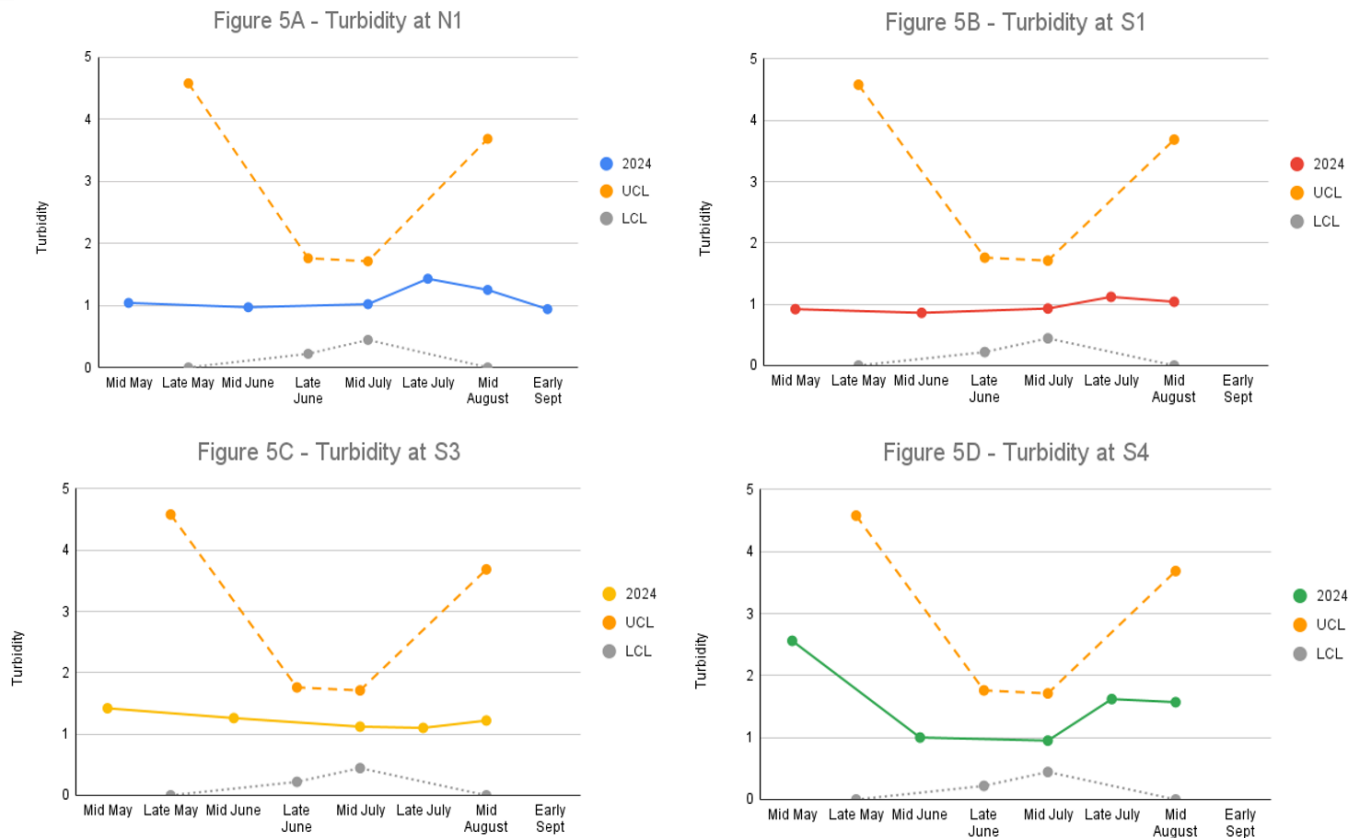 Figure 5A - Turbidity at N1
5
4
3
2
1
0
Turbidity
Mid May
Late May
Mid June
Late
June
Mid July
Late July
Mid
August
Early
Sept
2024
UCL
LCL
Figure 5B - Turbidity at S1
5
4
3
2
1
0
Turbidity
Mid May
Late May
Mid June
Late
June
Mid July
Late July
Mid
August
Early
Sept
2024
UCL
LCL
Figure 5C - Turbidity at S3
5
4
3
2
1
0
Turbidity
Mid May
Late May
Mid June
Late
June
Mid July
Late July
Mid
August
Early
Sept
2024
UCL
LCL
Figure 5D - Turbidity at S4
5
4
3
2
1
0
Turbidity
Mid May
Late May
Mid June
Late
June
Mid July
Late July
Mid
August
Early
Sept
2024
UCL
LCL